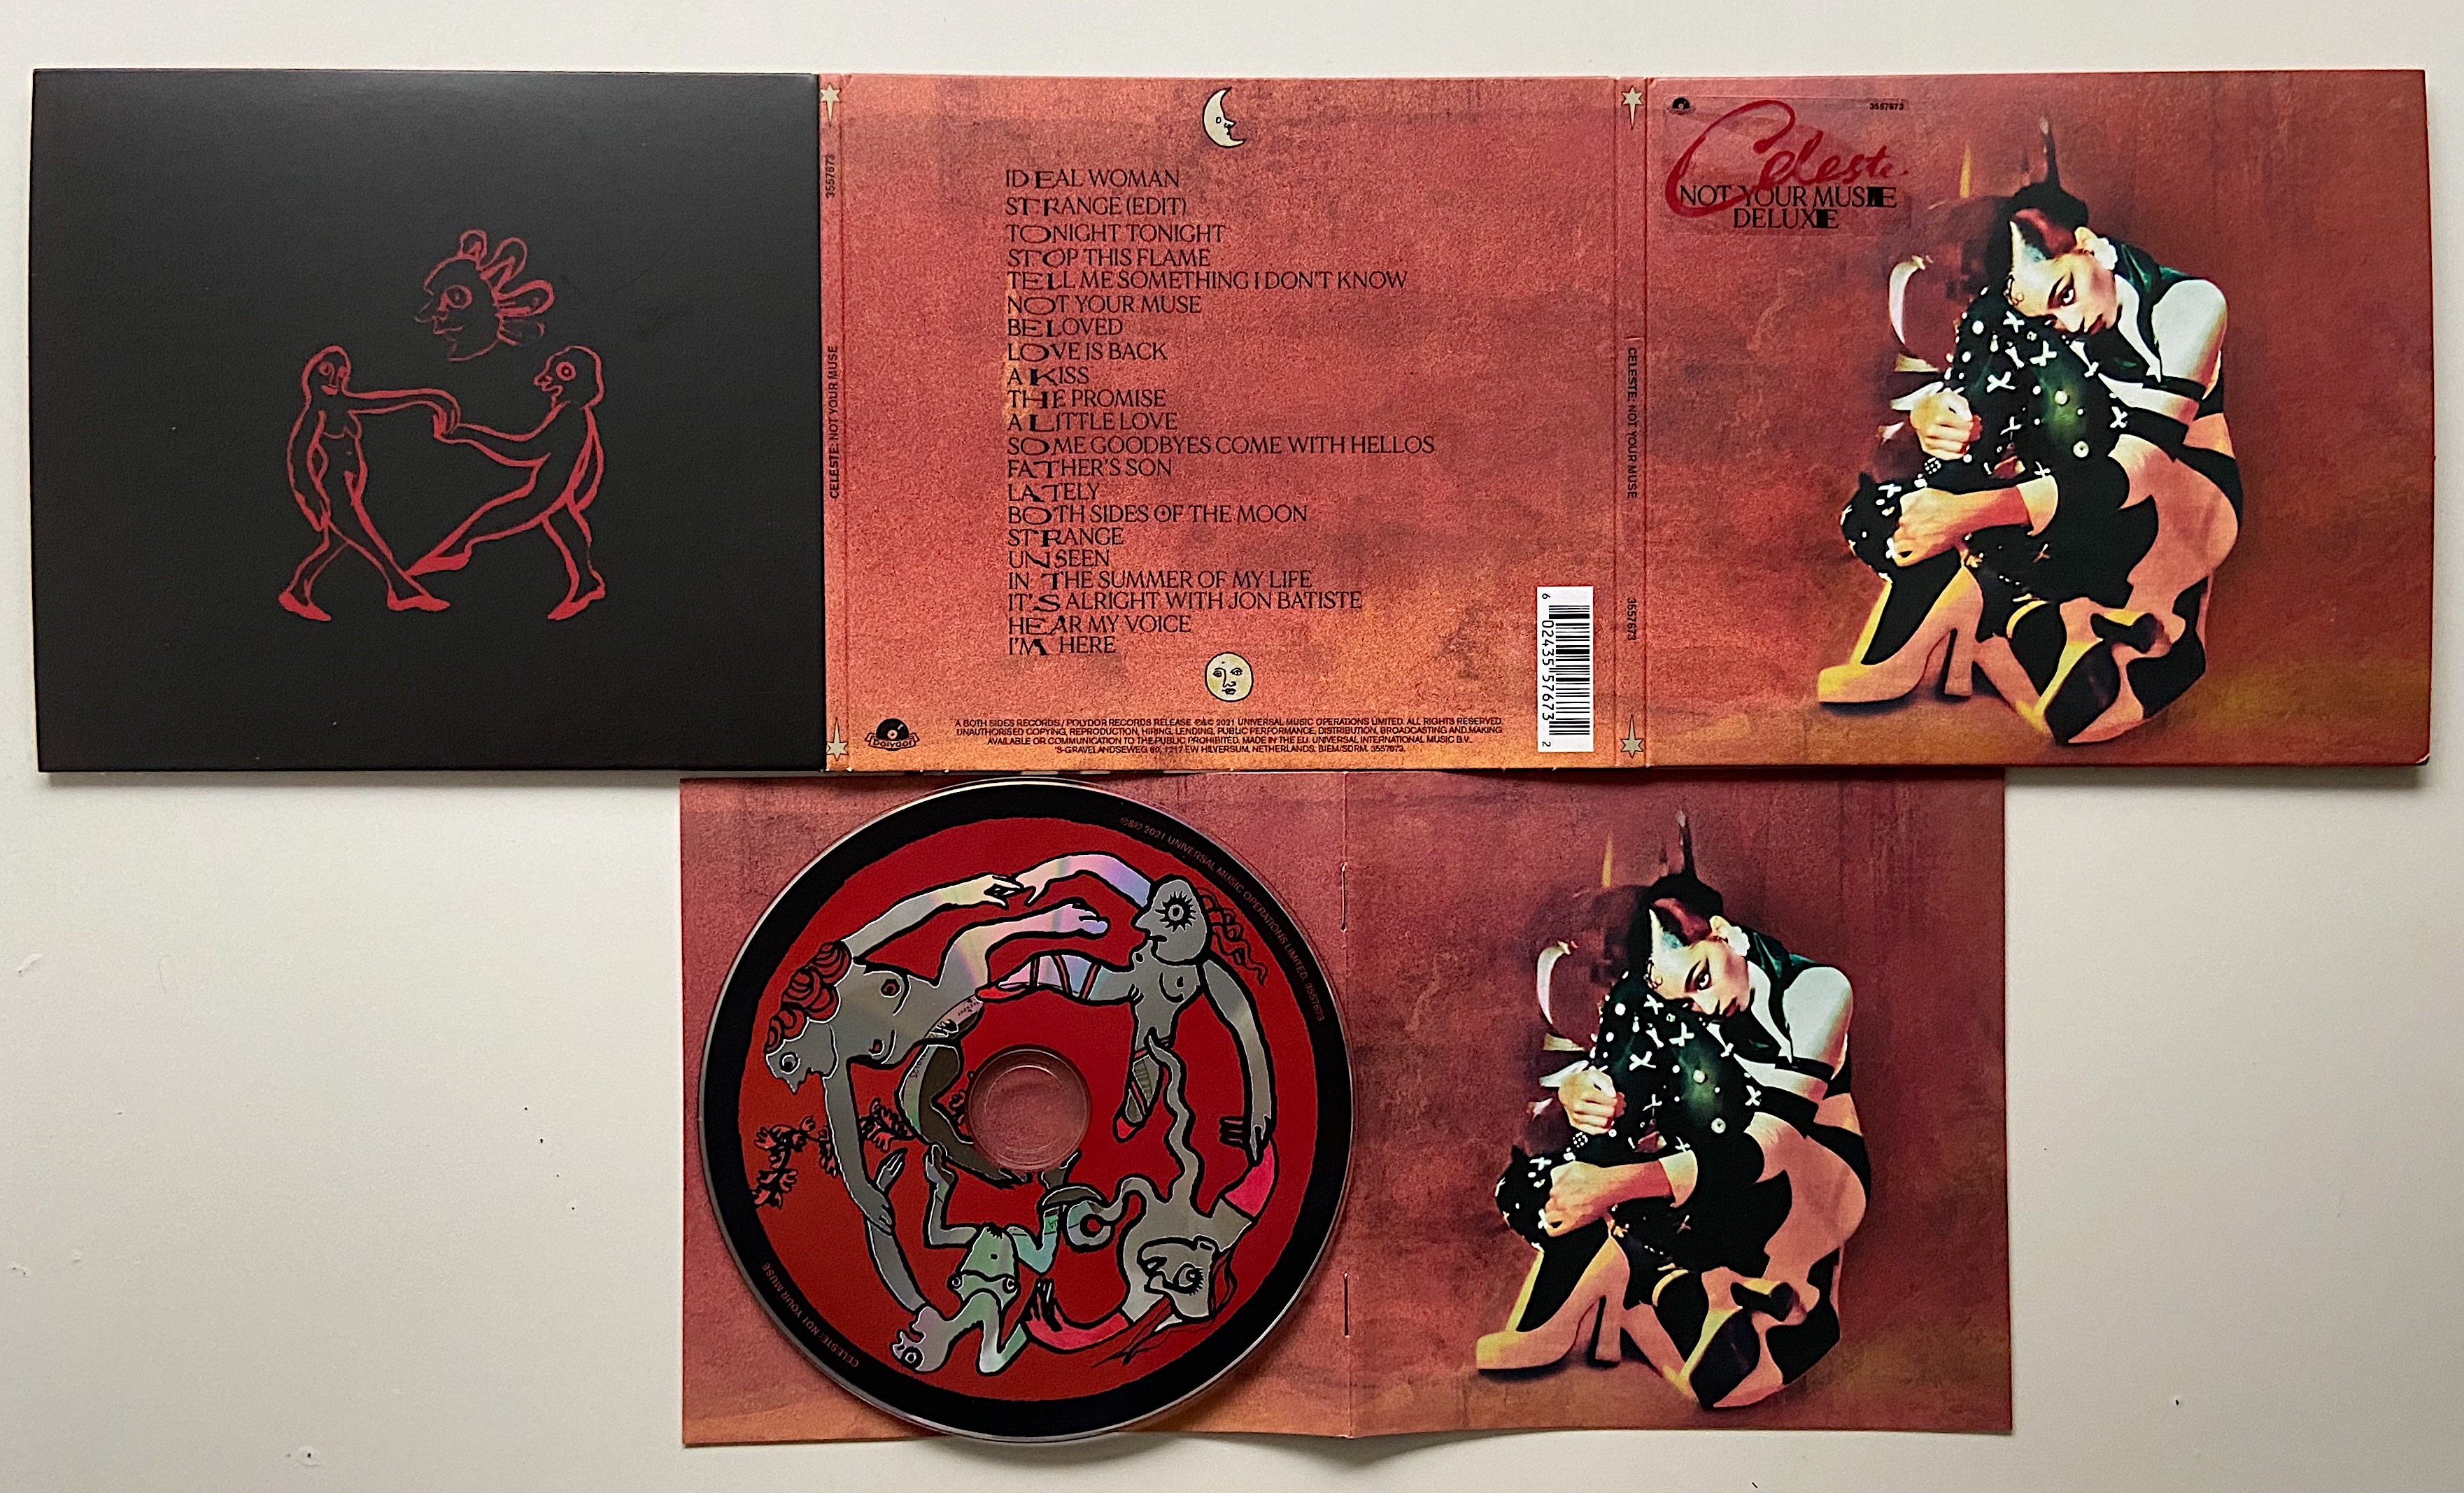 3557673
CELESTE: NOT YOUR MUSE
IDEAL WOMAN
STRANGE (EDIT)
TONIGHT TONIGHT
STOP THIS FLAME
TELL ME SOMETHING I DON'T KNOW
NOT YOUR MUSE
BELOVED
LOVE IS BACK
A KISS
THE PROMISE
A LITTLE LOVE
SOME GOODBYES COME WITH HELLOS
FATHER'S SON
LATELY
BOTH SIDES OF THE MOON
STRANGE
UNSEEN
IN THE SUMMER OF MY LIFE
IT'S ALRIGHT WITH JON BATISTE
HEAR MY VOICE
I'M HERE
6 02435 57673 2
polydor
A BOTH SIDES RECORDS / POLYDOR RECORDS RELEASE ℗&© 2021 UNIVERSAL MUSIC OPERATIONS LIMITED. ALL RIGHTS RESERVED.
UNAUTHORISED COPYING, REPRODUCTION, HIRING, LENDING, PUBLIC PERFORMANCE, DISTRIBUTION, BROADCASTING AND MAKING
AVAILABLE OR COMMUNICATION TO THE PUBLIC PROHIBITED. MADE IN THE EU. UNIVERSAL INTERNATIONAL MUSIC B.V.,
'S-GRAVELANDSEWEG 80, 1217 EW HILVERSUM, NETHERLANDS. BIEM/SDRM. 3557673.
CELESTE: NOT YOUR MUSE
3557673
3557673
Celeste.
NOT YOUR MUSE
DELUXE
℗&© 2021 UNIVERSAL MUSIC OPERATIONS LIMITED 3557673
CELESTE: NOT YOUR MUSE